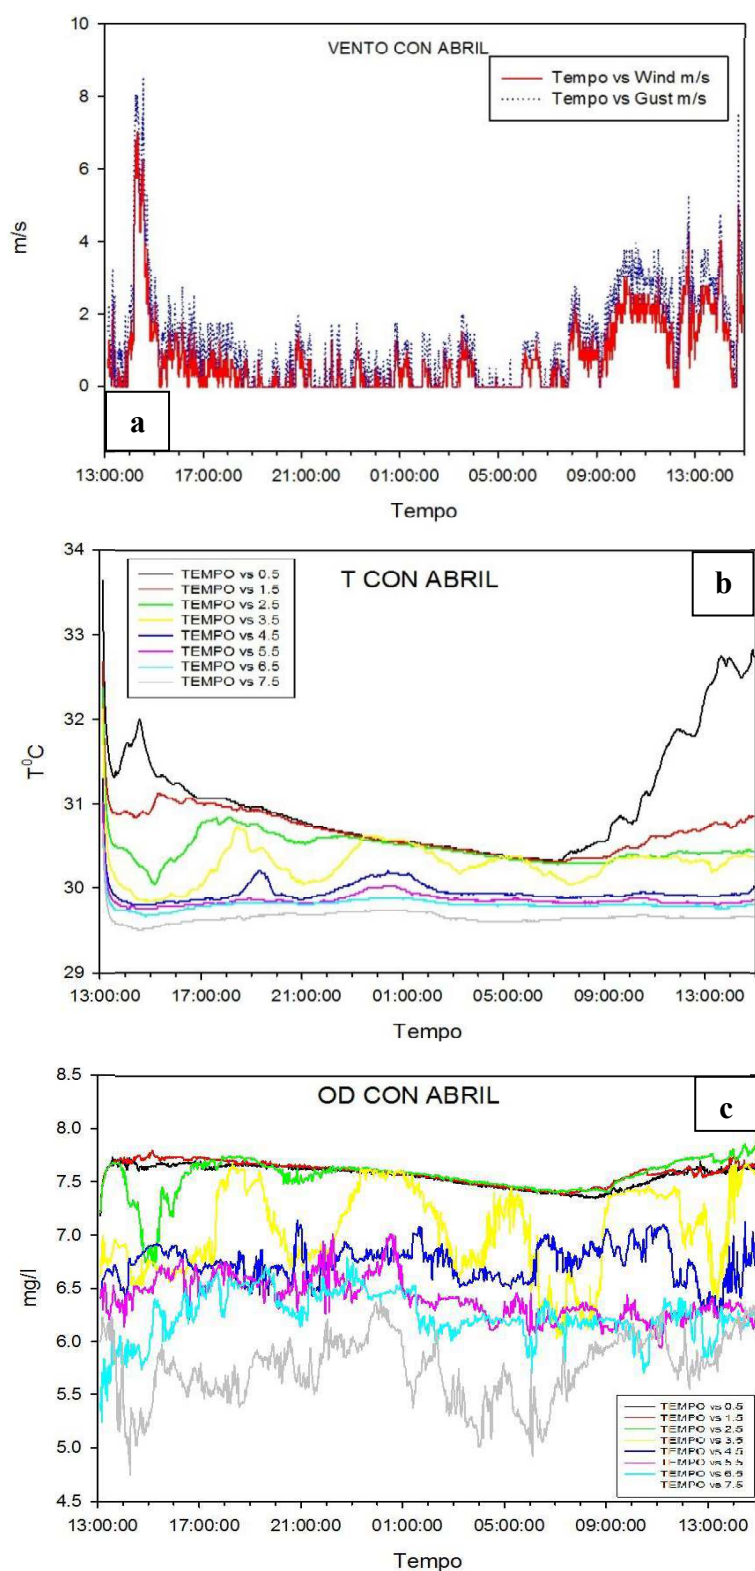 VENTO CON ABRIL
Tempo vs Wind m/s
Tempo vs Gust m/s
10
8
6
4
2
0
m/s
a
13:00:00 17:00:00 21:00:00 01:00:00 05:00:00 09:00:00 13:00:00
Tempo
T CON ABRIL
b
TEMPO vs 0.5
TEMPO vs 1.5
TEMPO vs 2.5
TEMPO vs 3.5
TEMPO vs 4.5
TEMPO vs 5.5
TEMPO vs 6.5
TEMPO vs 7.5
34
33
32
31
30
29
T⁰C
13:00:00 17:00:00 21:00:00 01:00:00 05:00:00 09:00:00 13:00:00
Tempo
OD CON ABRIL
c
8.5
8.0
7.5
7.0
6.5
6.0
5.5
5.0
4.5
mg/l
TEMPO vs 0.5
TEMPO vs 1.5
TEMPO vs 2.5
TEMPO vs 3.5
TEMPO vs 4.5
TEMPO vs 5.5
TEMPO vs 6.5
TEMPO vs 7.5
13:00:00 17:00:00 21:00:00 01:00:00 05:00:00 09:00:00 13:00:00
Tempo